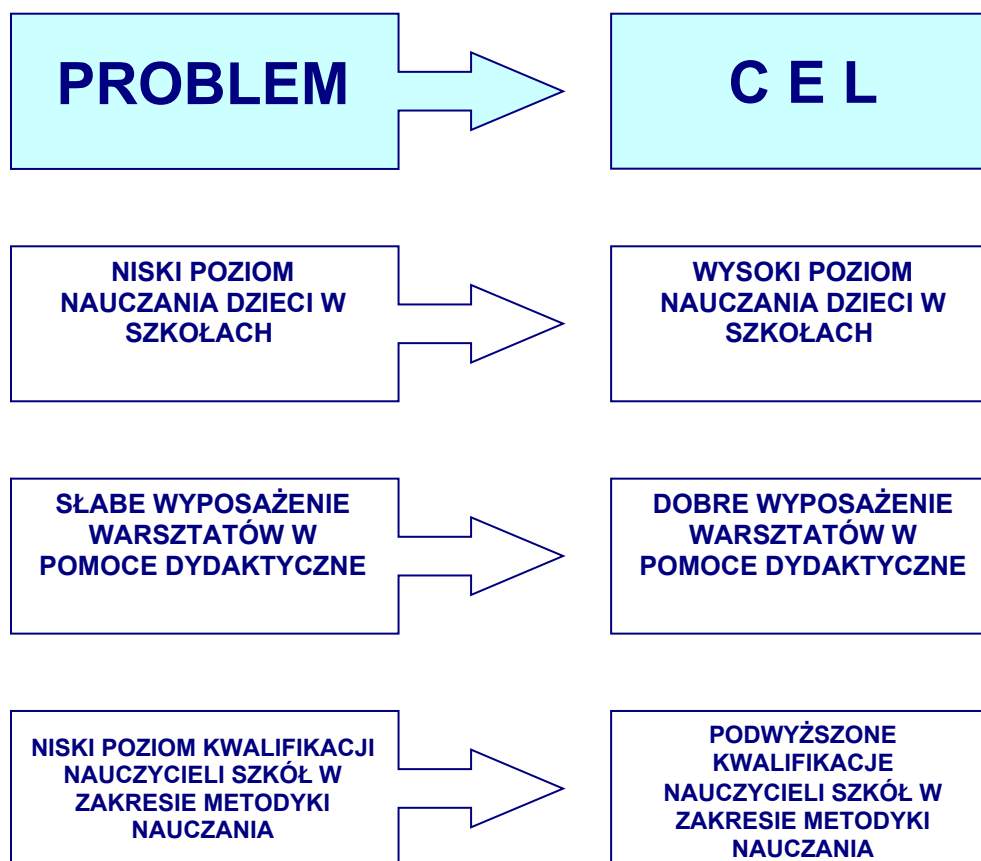 PROBLEM
C E L
NISKI POZIOM
NAUCZANIA DZIECI W
SZKOŁACH
WYSOKI POZIOM
NAUCZANIA DZIECI W
SZKOŁACH
SŁABE WYPOSAŻENIE
WARSZTATÓW W
POMOCE DYDAKTYCZNE
DOBRE WYPOSAŻENIE
WARSZTATÓW W
POMOCE DYDAKTYCZNE
NISKI POZIOM KWALIFIKACJI
NAUCZYCIELI SZKÓŁ W
ZAKRESIE METODYKI
NAUCZANIA
PODWYŻSZONE
KWALIFIKACJE
NAUCZYCIELI SZKÓŁ W
ZAKRESIE METODYKI
NAUCZANIA